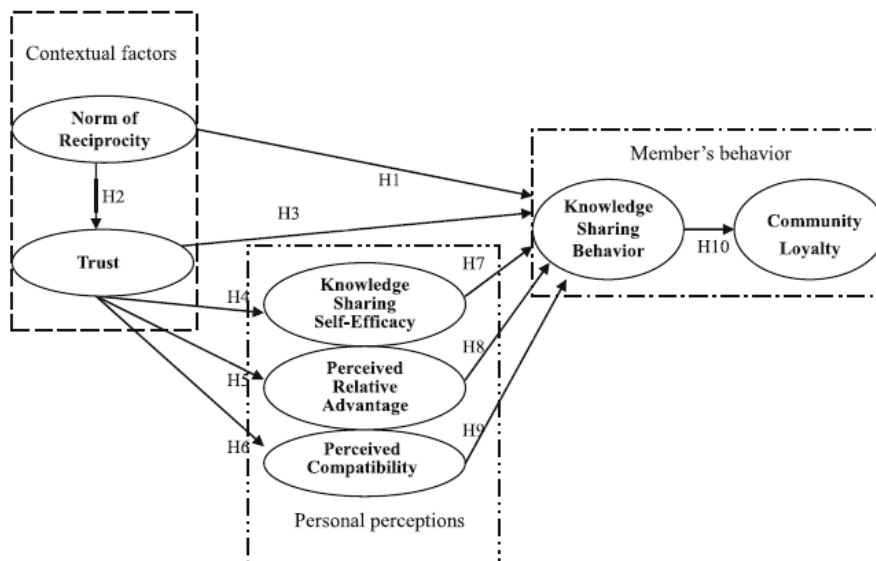 Contextual factors
Norm of
Reciprocity
H1
H2
H3
Trust
H4
H5
H6
Knowledge
Sharing
Self-Efficacy
Perceived
Relative
Advantage
Perceived
Compatibility
Personal perceptions
H7
H8
H9
Member's behavior
Knowledge
Sharing
Behavior
H10
Community
Loyalty